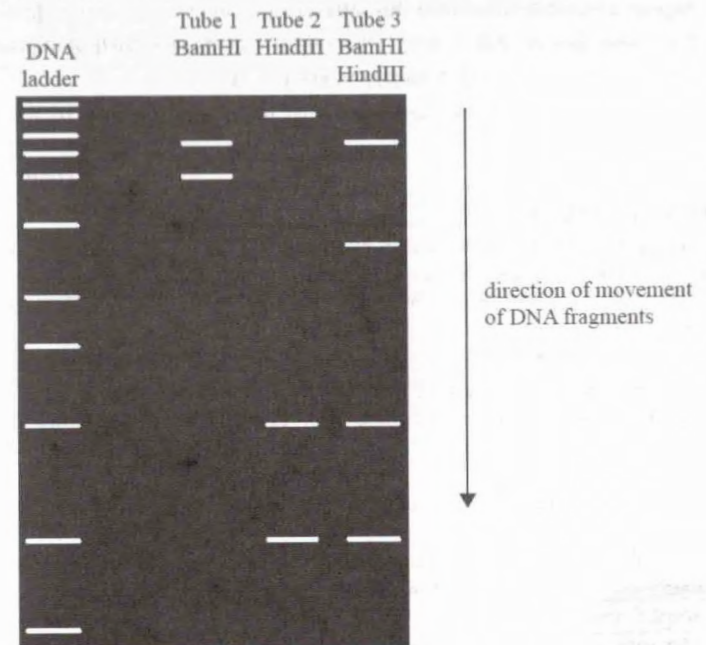 Tube 1 Tube 2 Tube 3
DNA BamHI HindIII BamHI
ladder HindIII
direction of movement
of DNA fragments